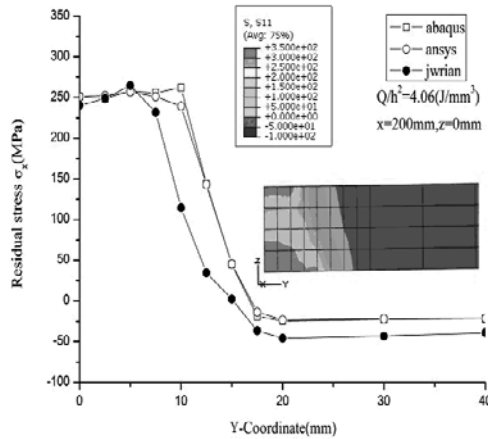 S, S11
(Avg: 75%)
+3.500e+02
+3.000e+02
+2.500e+02
+2.000e+02
+1.500e+02
+1.000e+02
+5.000e+01
+0.000e+00
-5.000e+01
-1.000e+02
abaqus
ansys
jwrian
Q/h²=4.06(J/mm³)
x=200mm,z=0mm
Residual stress σx(MPa)
350
300
250
200
150
100
50
0
-50
-100
Z
X Y
0 10 20 30 40
Y-Coordinate(mm)